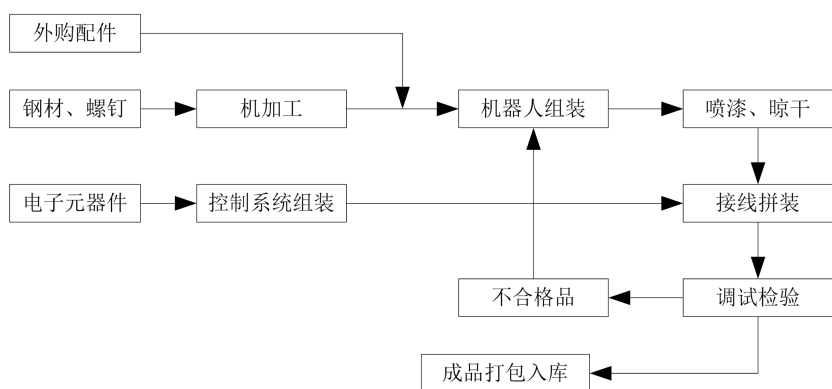 外购配件
钢材、螺钉
机加工
机器人组装
喷漆、晾干
电子元器件
控制系统组装
接线拼装
不合格品
调试检验
成品打包入库